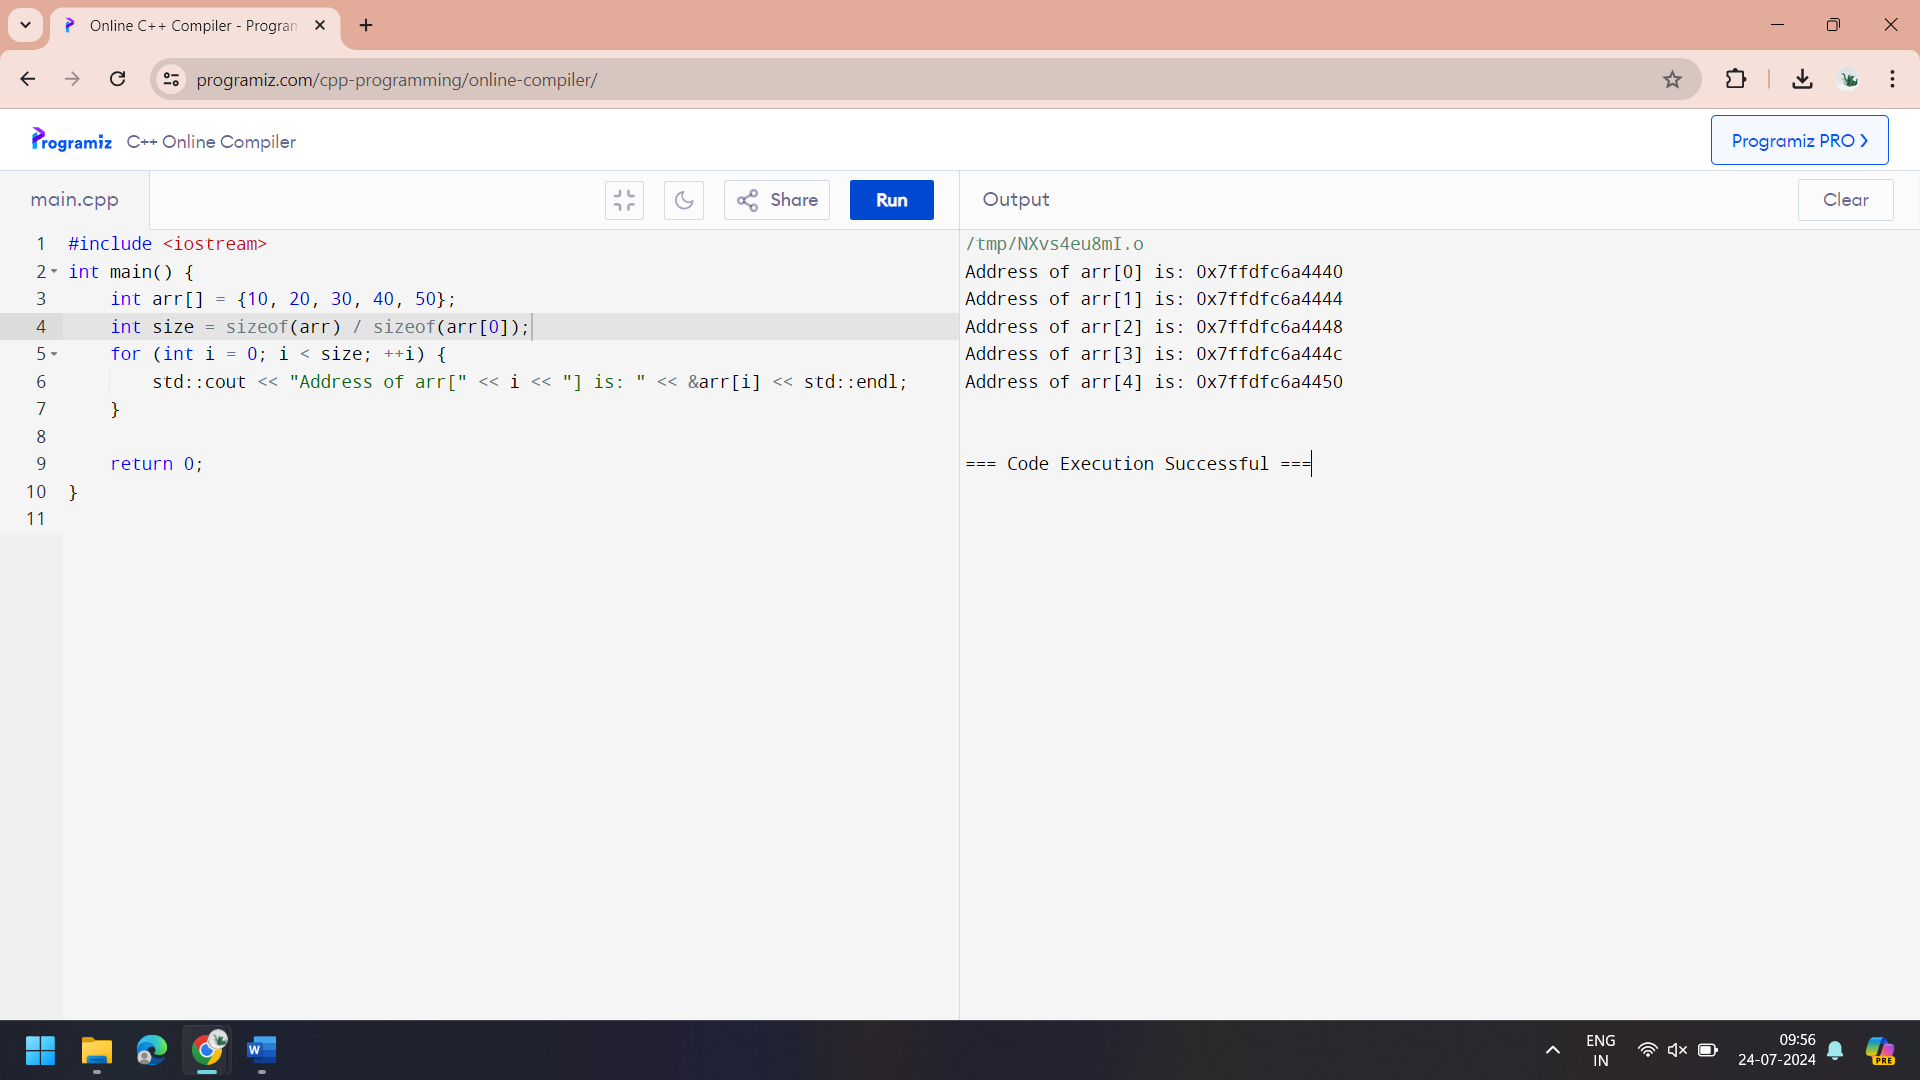 Online C++ Compiler - Program
programiz.com/cpp-programming/online-compiler/
Programiz C++ Online Compiler
Programiz PRO
main.cpp
Share
Run
Output
Clear
1 #include <iostream>
2 int main() {
3     int arr[] = {10, 20, 30, 40, 50};
4     int size = sizeof(arr) / sizeof(arr[0]);
5     for (int i = 0; i < size; ++i) {
6         std::cout << "Address of arr[" << i << "] is: " << &arr[i] << std::endl;
7     }
8
9     return 0;
10 }
11
/tmp/NXvs4eu8mI.o
Address of arr[0] is: 0x7ffdfc6a4440
Address of arr[1] is: 0x7ffdfc6a4444
Address of arr[2] is: 0x7ffdfc6a4448
Address of arr[3] is: 0x7ffdfc6a444c
Address of arr[4] is: 0x7ffdfc6a4450
=== Code Execution Successful ===
W
ENG
IN
09:56
24-07-2024
PRE